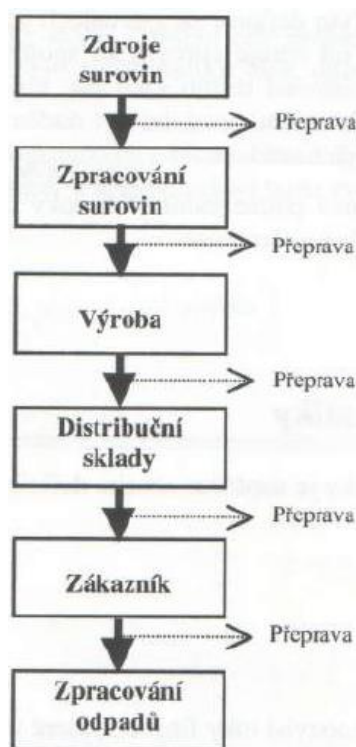 Zdroje
surovin
Přeprava
Zpracování
surovin
Přeprava
Výroba
Přeprava
Distribuční
sklady
Přeprava
Zákazník
Přeprava
Zpracování
odpadů